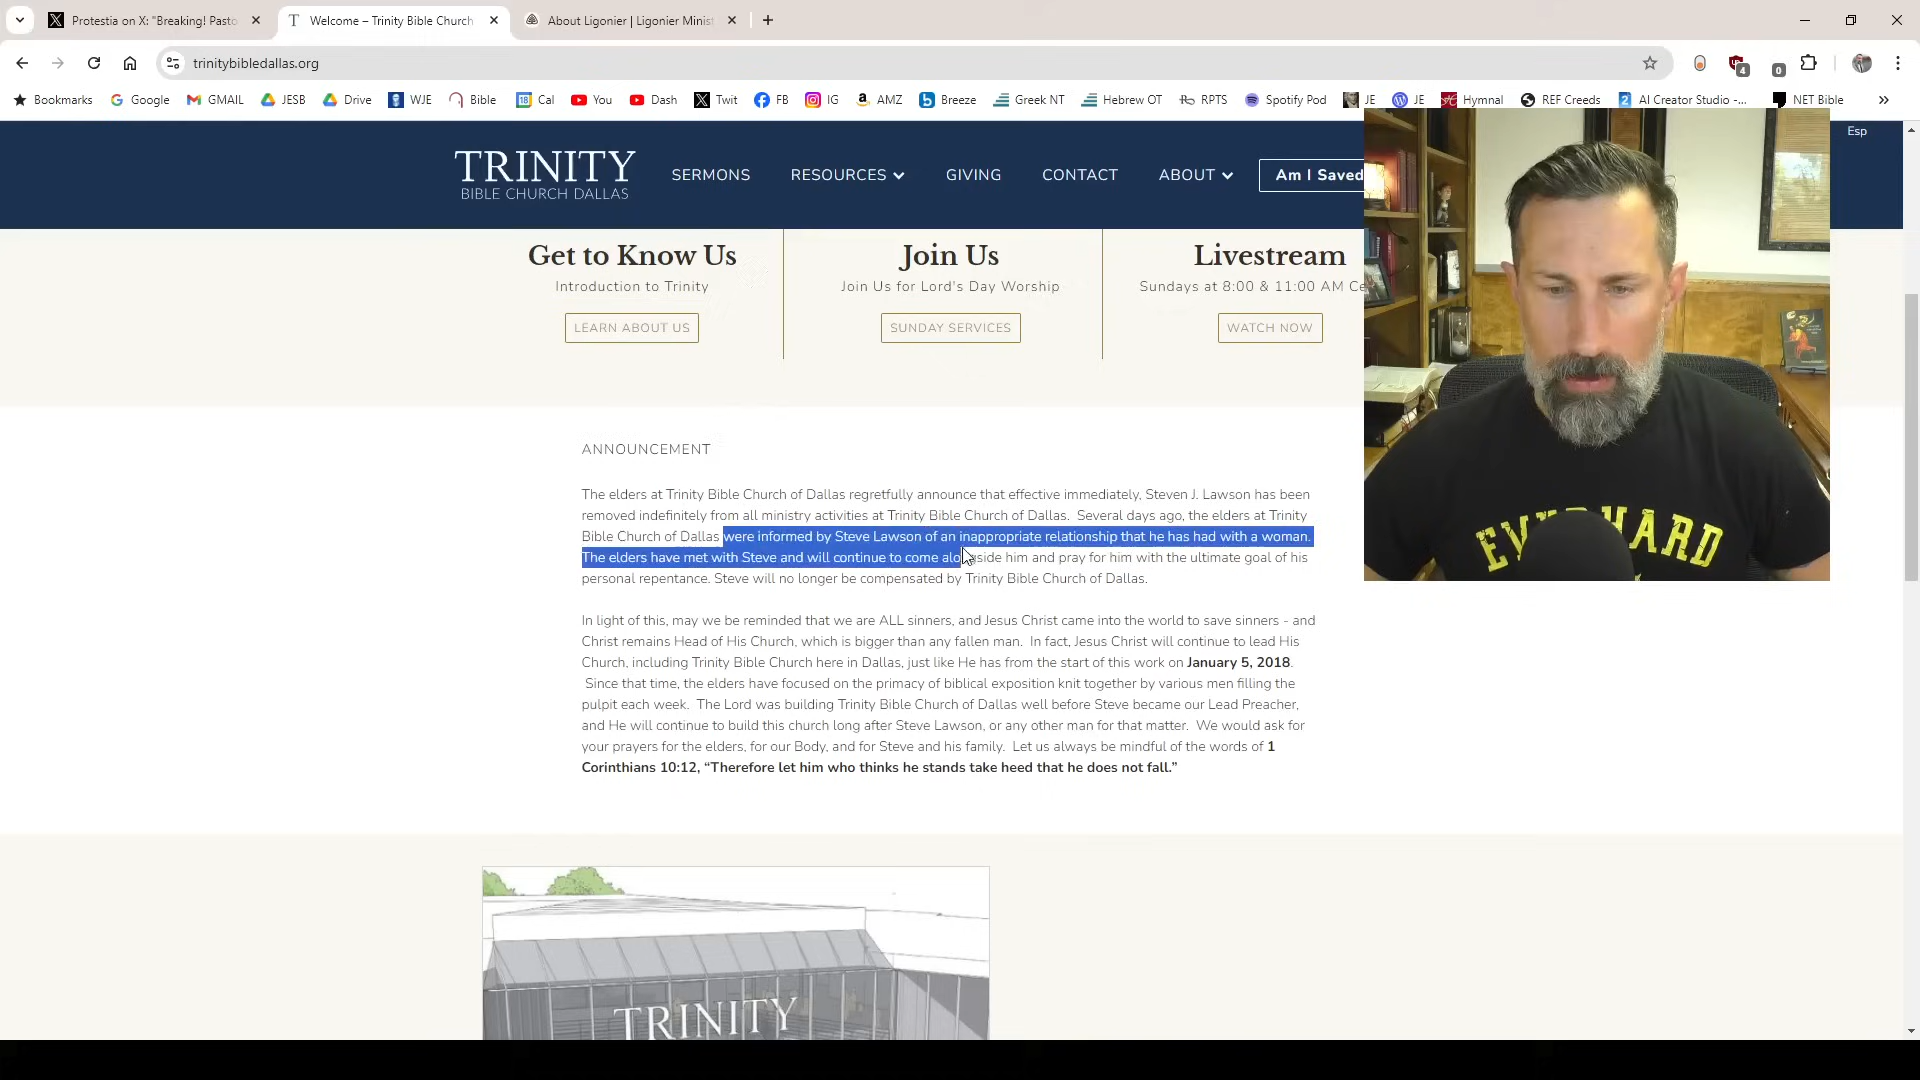 Protestia on X: "Breaking! Pasto
Welcome – Trinity Bible Church
About Ligonier | Ligonier Minist
trinitybibledallas.org
4
0
Bookmarks Google GMAIL JESB Drive WJE Bible Cal You Dash Twit FB IG AMZ Breeze Greek NT Hebrew OT RPTS Spotify Pod JE JE Hymnal REF Creeds AI Creator Studio -... NET Bible
Esp
TRINITY
BIBLE CHURCH DALLAS
SERMONS RESOURCES GIVING CONTACT ABOUT Am I Saved
Get to Know Us
Introduction to Trinity
LEARN ABOUT US
Join Us
Join Us for Lord's Day Worship
SUNDAY SERVICES
Livestream
Sundays at 8:00 & 11:00 AM Ce
WATCH NOW
ANNOUNCEMENT
The elders at Trinity Bible Church of Dallas regretfully announce that effective immediately, Steven J. Lawson has been
removed indefinitely from all ministry activities at Trinity Bible Church of Dallas. Several days ago, the elders at Trinity
Bible Church of Dallas were informed by Steve Lawson of an inappropriate relationship that he has had with a woman.
The elders have met with Steve and will continue to come alongside him and pray for him with the ultimate goal of his
personal repentance. Steve will no longer be compensated by Trinity Bible Church of Dallas.
In light of this, may we be reminded that we are ALL sinners, and Jesus Christ came into the world to save sinners - and
Christ remains Head of His Church, which is bigger than any fallen man. In fact, Jesus Christ will continue to lead His
Church, including Trinity Bible Church here in Dallas, just like He has from the start of this work on January 5, 2018.
Since that time, the elders have focused on the primacy of biblical exposition knit together by various men filling the
pulpit each week. The Lord was building Trinity Bible Church of Dallas well before Steve became our Lead Preacher,
and He will continue to build this church long after Steve Lawson, or any other man for that matter. We would ask for
your prayers for the elders, for our Body, and for Steve and his family. Let us always be mindful of the words of 1
Corinthians 10:12, “Therefore let him who thinks he stands take heed that he does not fall.”
TRINITY